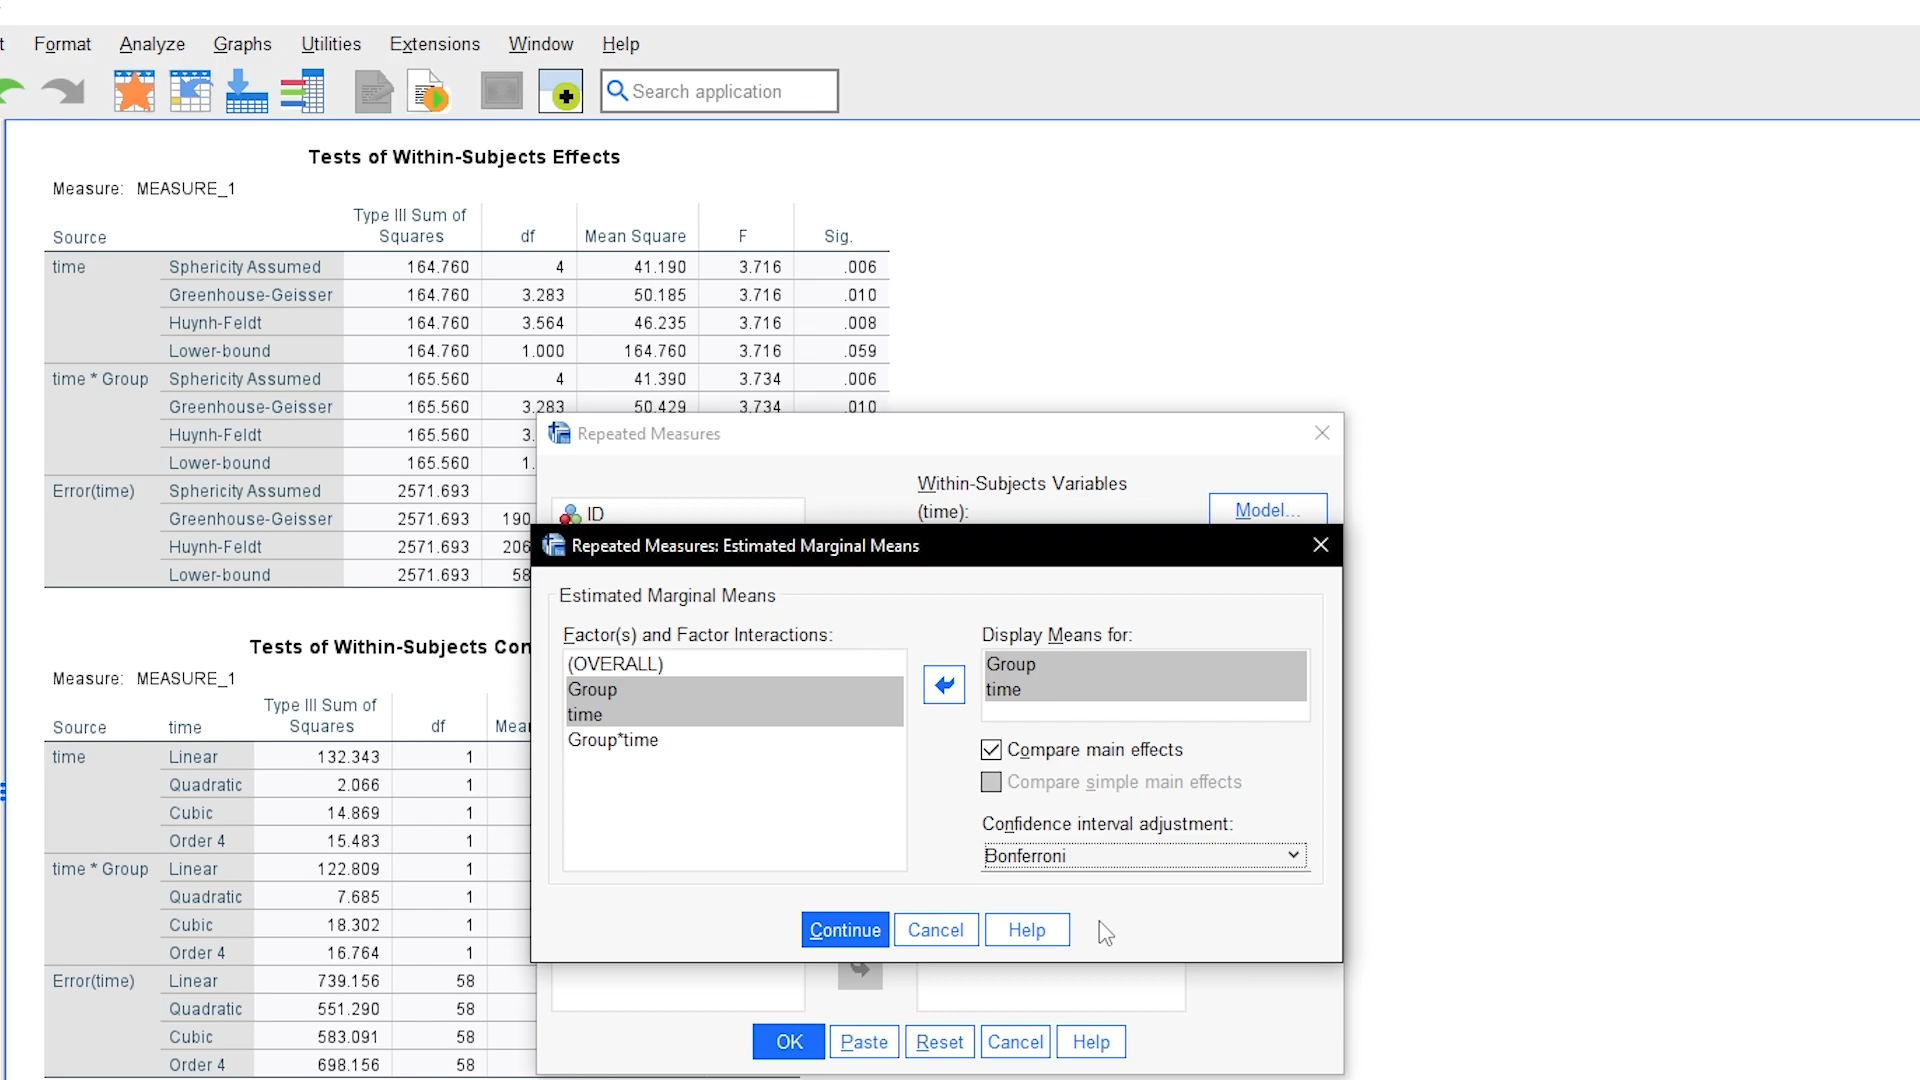 t Format Analyze Graphs Utilities Extensions Window Help
Search application
Tests of Within-Subjects Effects
Measure: MEASURE_1
Source Type III Sum of Squares df Mean Square F Sig.
time Sphericity Assumed 164.760 4 41.190 3.716 .006
Greenhouse-Geisser 164.760 3.283 50.185 3.716 .010
Huynh-Feldt 164.760 3.564 46.235 3.716 .008
Lower-bound 164.760 1.000 164.760 3.716 .059
time * Group Sphericity Assumed 165.560 4 41.390 3.734 .006
Greenhouse-Geisser 165.560 3.283 50.429 3.734 .010
Huynh-Feldt 165.560 3.
Lower-bound 165.560 1.
Error(time) Sphericity Assumed 2571.693
Greenhouse-Geisser 2571.693 190
Huynh-Feldt 2571.693 206
Lower-bound 2571.693 58
Tests of Within-Subjects Con
Measure: MEASURE_1
Source time Type III Sum of Squares df Mea
time Linear 132.343 1
Quadratic 2.066 1
Cubic 14.869 1
Order 4 15.483 1
time * Group Linear 122.809 1
Quadratic 7.685 1
Cubic 18.302 1
Order 4 16.764 1
Error(time) Linear 739.156 58
Quadratic 551.290 58
Cubic 583.091 58
Order 4 698.156 58
Repeated Measures
ID
Within-Subjects Variables
(time):
Model...
Repeated Measures: Estimated Marginal Means
Estimated Marginal Means
Factor(s) and Factor Interactions:
(OVERALL)
Group
time
Group*time
Display Means for:
Group
time
Compare main effects
Compare simple main effects
Confidence interval adjustment:
Bonferroni
Continue Cancel Help
OK Paste Reset Cancel Help